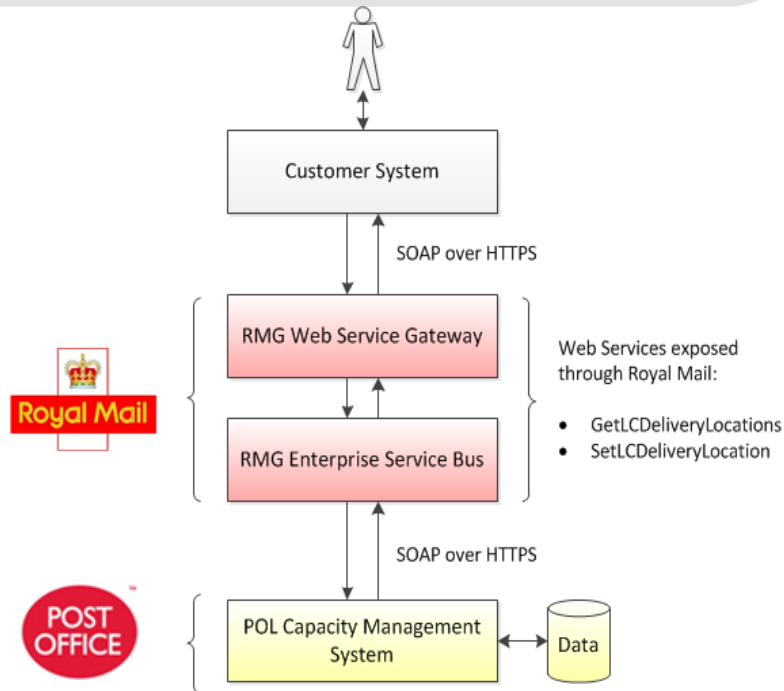 Customer System
SOAP over HTTPS
RMG Web Service Gateway
Web Services exposed
through Royal Mail:
• GetLCDeliveryLocations
• SetLCDeliveryLocation
Royal Mail
RMG Enterprise Service Bus
SOAP over HTTPS
POST
OFFICE
™
POL Capacity Management
System
Data